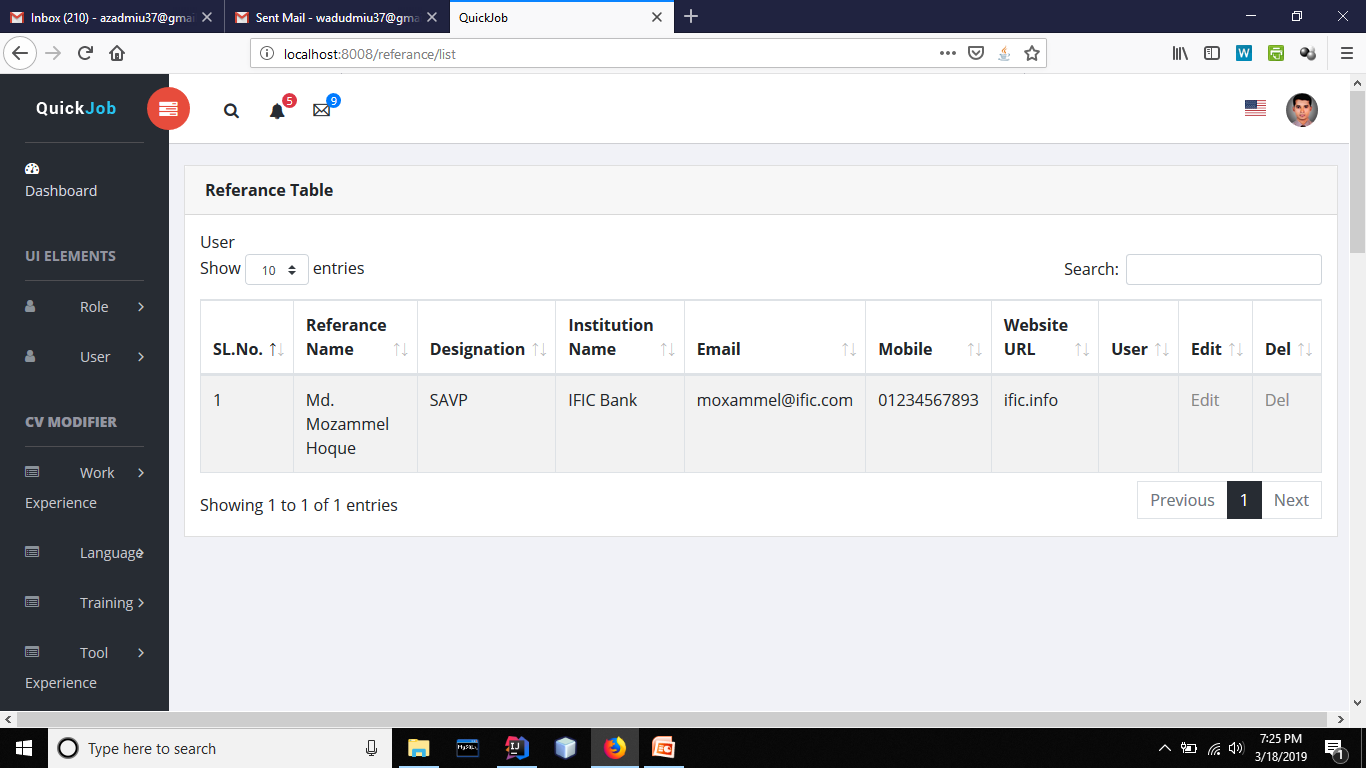 Inbox (210) - azadmiu37@gmai
Sent Mail - wadudmiu37@gma
QuickJob
localhost:8008/referance/list
QuickJob
5
9
Dashboard
UI ELEMENTS
Role
User
CV MODIFIER
Work
Experience
Language
Training
Tool
Experience
Referance Table
User
Show 10 entries
Search:
SL.No.
Referance
Name
Designation
Institution
Name
Email
Mobile
Website
URL
User
Edit
Del
1
Md.
Mozammel
Hoque
SAVP
IFIC Bank
moxammel@ific.com
01234567893
ific.info
Edit
Del
Showing 1 to 1 of 1 entries
Previous 1 Next
Type here to search
7:25 PM
3/18/2019
1